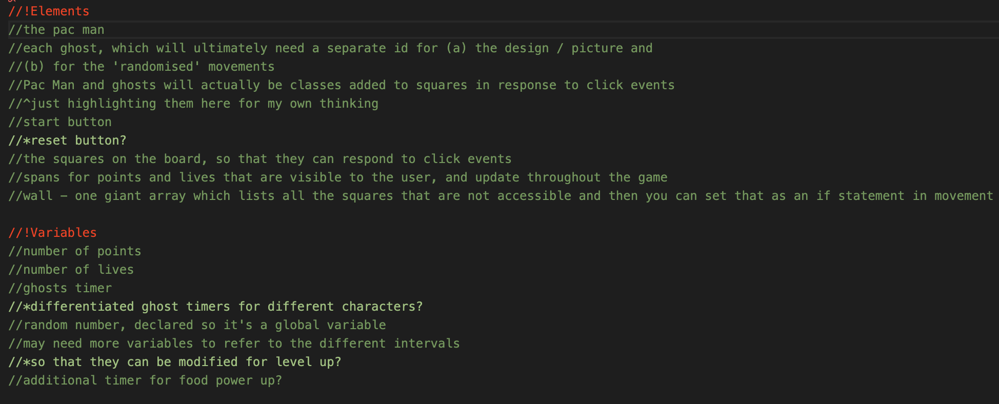 //!Elements
//the pac man
//each ghost, which will ultimately need a separate id for (a) the design / picture and
//(b) for the 'randomised' movements
//Pac Man and ghosts will actually be classes added to squares in response to click events
//^just highlighting them here for my own thinking
//start button
//*reset button?
//the squares on the board, so that they can respond to click events
//spans for points and lives that are visible to the user, and update throughout the game
//wall – one giant array which lists all the squares that are not accessible and then you can set that as an if statement in movement
//!Variables
//number of points
//number of lives
//ghosts timer
//*differentiated ghost timers for different characters?
//random number, declared so it's a global variable
//may need more variables to refer to the different intervals
//*so that they can be modified for level up?
//additional timer for food power up?